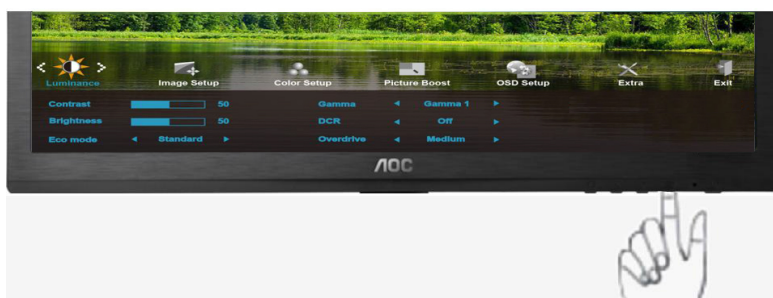 Luminance Image Setup Color Setup Picture Boost OSD Setup Extra Exit
Contrast 50 Gamma Gamma 1
Brightness 50 DCR Off
Eco mode Standard Overdrive Medium
AOC